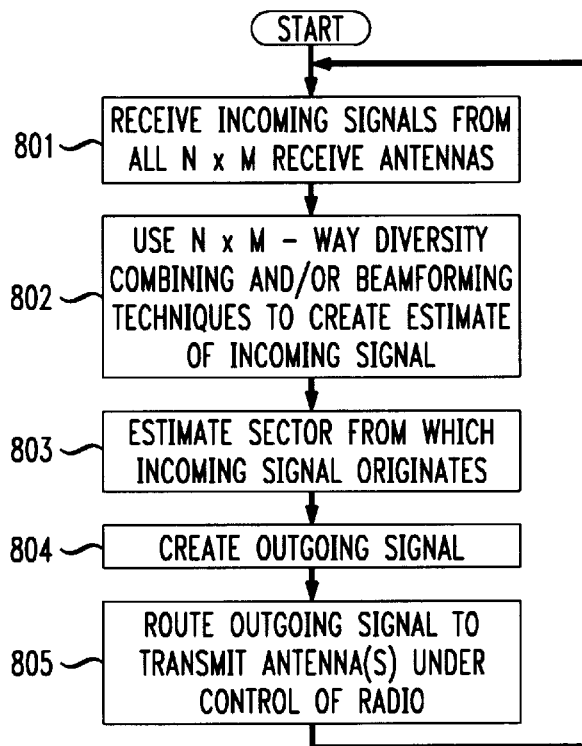 START
801
RECEIVE INCOMING SIGNALS FROM
ALL N x M RECEIVE ANTENNAS
802
USE N x M - WAY DIVERSITY
COMBINING AND/OR BEAMFORMING
TECHNIQUES TO CREATE ESTIMATE
OF INCOMING SIGNAL
803
ESTIMATE SECTOR FROM WHICH
INCOMING SIGNAL ORIGINATES
804
CREATE OUTGOING SIGNAL
805
ROUTE OUTGOING SIGNAL TO
TRANSMIT ANTENNA(S) UNDER
CONTROL OF RADIO